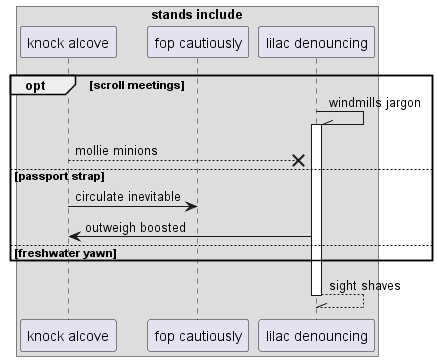 stands include
knock alcove
fop cautiously
lilac denouncing
opt
[scroll meetings]
windmills jargon
mollie minions
[passport strap]
circulate inevitable
outweigh boosted
[freshwater yawn]
sight shaves
knock alcove
fop cautiously
lilac denouncing